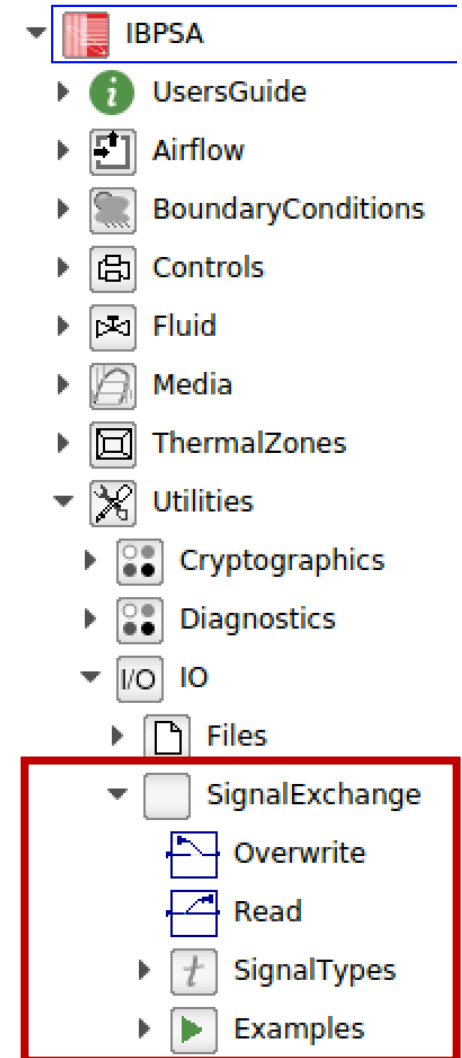 IBPSA
i UsersGuide
Airflow
BoundaryConditions
Controls
Fluid
Media
ThermalZones
Utilities
Cryptographics
Diagnostics
I/O IO
Files
SignalExchange
Overwrite
Read
t SignalTypes
Examples